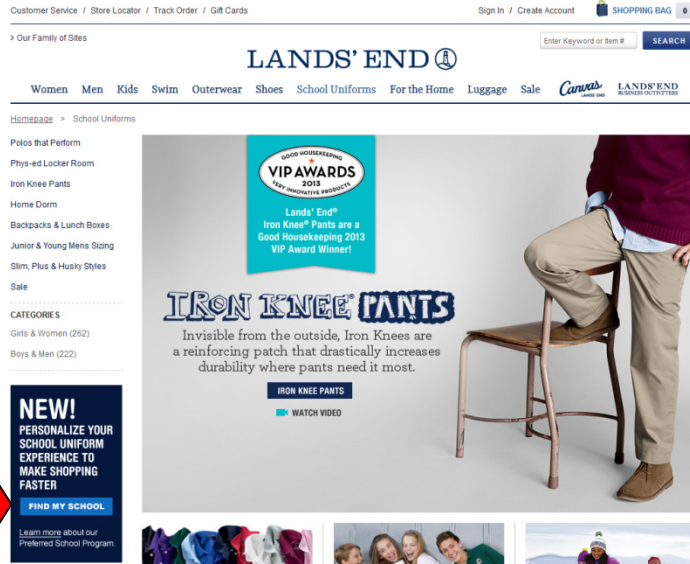 Customer Service / Store Locator / Track Order / Gift Cards
Sign In / Create Account
SHOPPING BAG 0
> Our Family of Sites
Enter Keyword or Item #
SEARCH
LANDS' END
Women Men Kids Swim Outerwear Shoes School Uniforms For the Home Luggage Sale Canvas LANDS' END
LANDS' END
BUSINESS OUTFITTERS
Homepage > School Uniforms
Polos that Perform
Phys-ed Locker Room
Iron Knee Pants
Home Dorm
Backpacks & Lunch Boxes
Junior & Young Mens Sizing
Slim, Plus & Husky Styles
Sale
CATEGORIES
Girls & Women (262)
Boys & Men (222)
NEW!
PERSONALIZE YOUR
SCHOOL UNIFORM
EXPERIENCE TO
MAKE SHOPPING
FASTER
FIND MY SCHOOL
Learn more about our
Preferred School Program.
GOOD HOUSEKEEPING
VIP AWARDS
2013
VERY INNOVATIVE PRODUCTS
Lands' End®
Iron Knee® Pants are a
Good Housekeeping 2013
VIP Award Winner!
IRON KNEE® PANTS
Invisible from the outside, Iron Knees are
a reinforcing patch that drastically increases
durability where pants need it most.
IRON KNEE PANTS
WATCH VIDEO